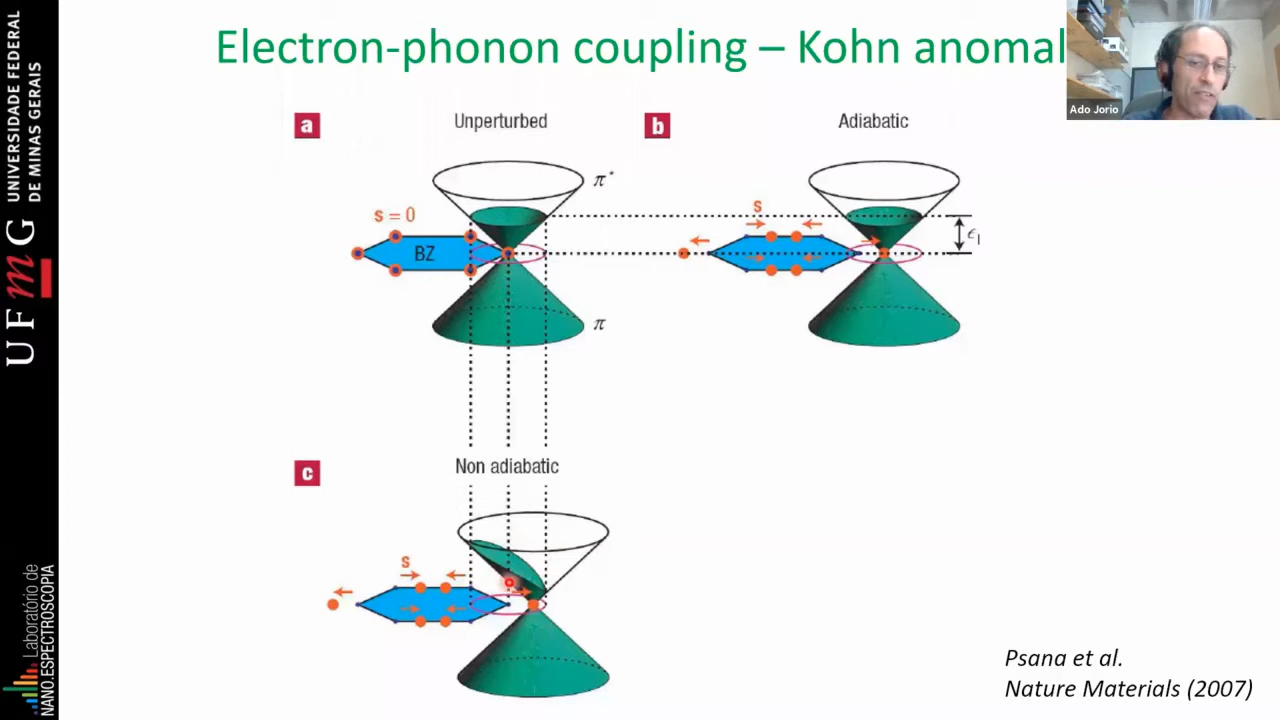 Electron-phonon coupling – Kohn anomal
Ado Jorio
UNIVERSIDADE FEDERAL
DE MINAS GERAIS
UFmG
Laboratório de
NANO.ESPECTROSCOPIA
a
Unperturbed
π*
s = 0
BZ
π
b
Adiabatic
s
ϵ
c
Non adiabatic
s
Psana et al.
Nature Materials (2007)